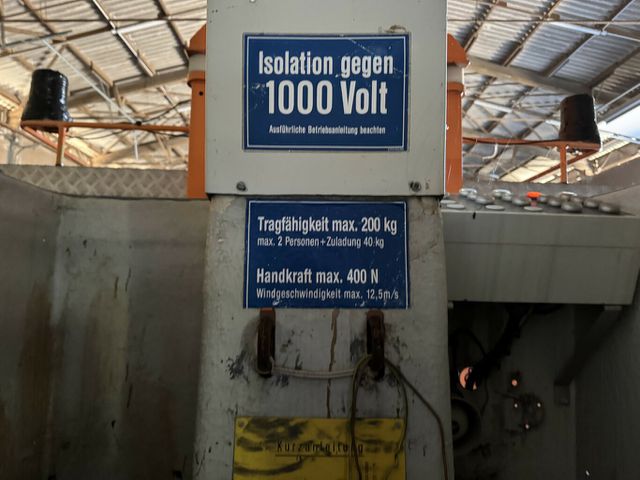 Isolation gegen
1000 Volt
Ausführliche Betriebsanleitung beachten
Tragfähigkeit max. 200 kg
max. 2 Personen+Zuladung 40 kg
Handkraft max. 400 N
Windgeschwindigkeit max. 12,5m/s
Kurzanleitung